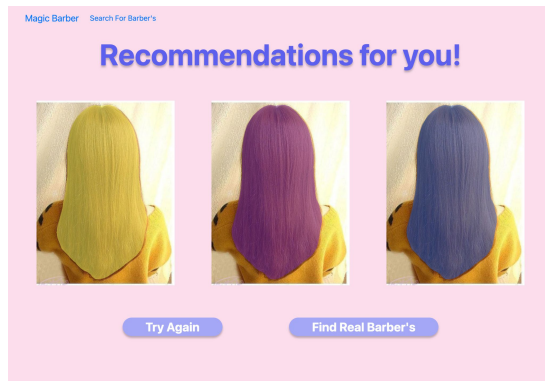 Magic Barber Search For Barber's
Recommendations for you!
Try Again
Find Real Barber's